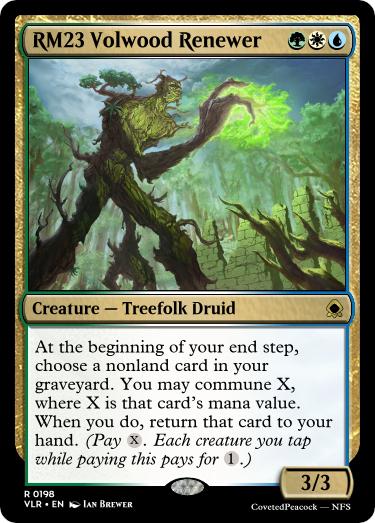 RM23 Volwood Renewer
Creature — Treefolk Druid
At the beginning of your end step,
choose a nonland card in your
graveyard. You may commune X,
where X is that card's mana value.
When you do, return that card to your
hand. (Pay X. Each creature you tap
while paying this pays for 1.)
3/3
R 0198
VLR • EN Ian Brewer
CovetedPeacock — NFS